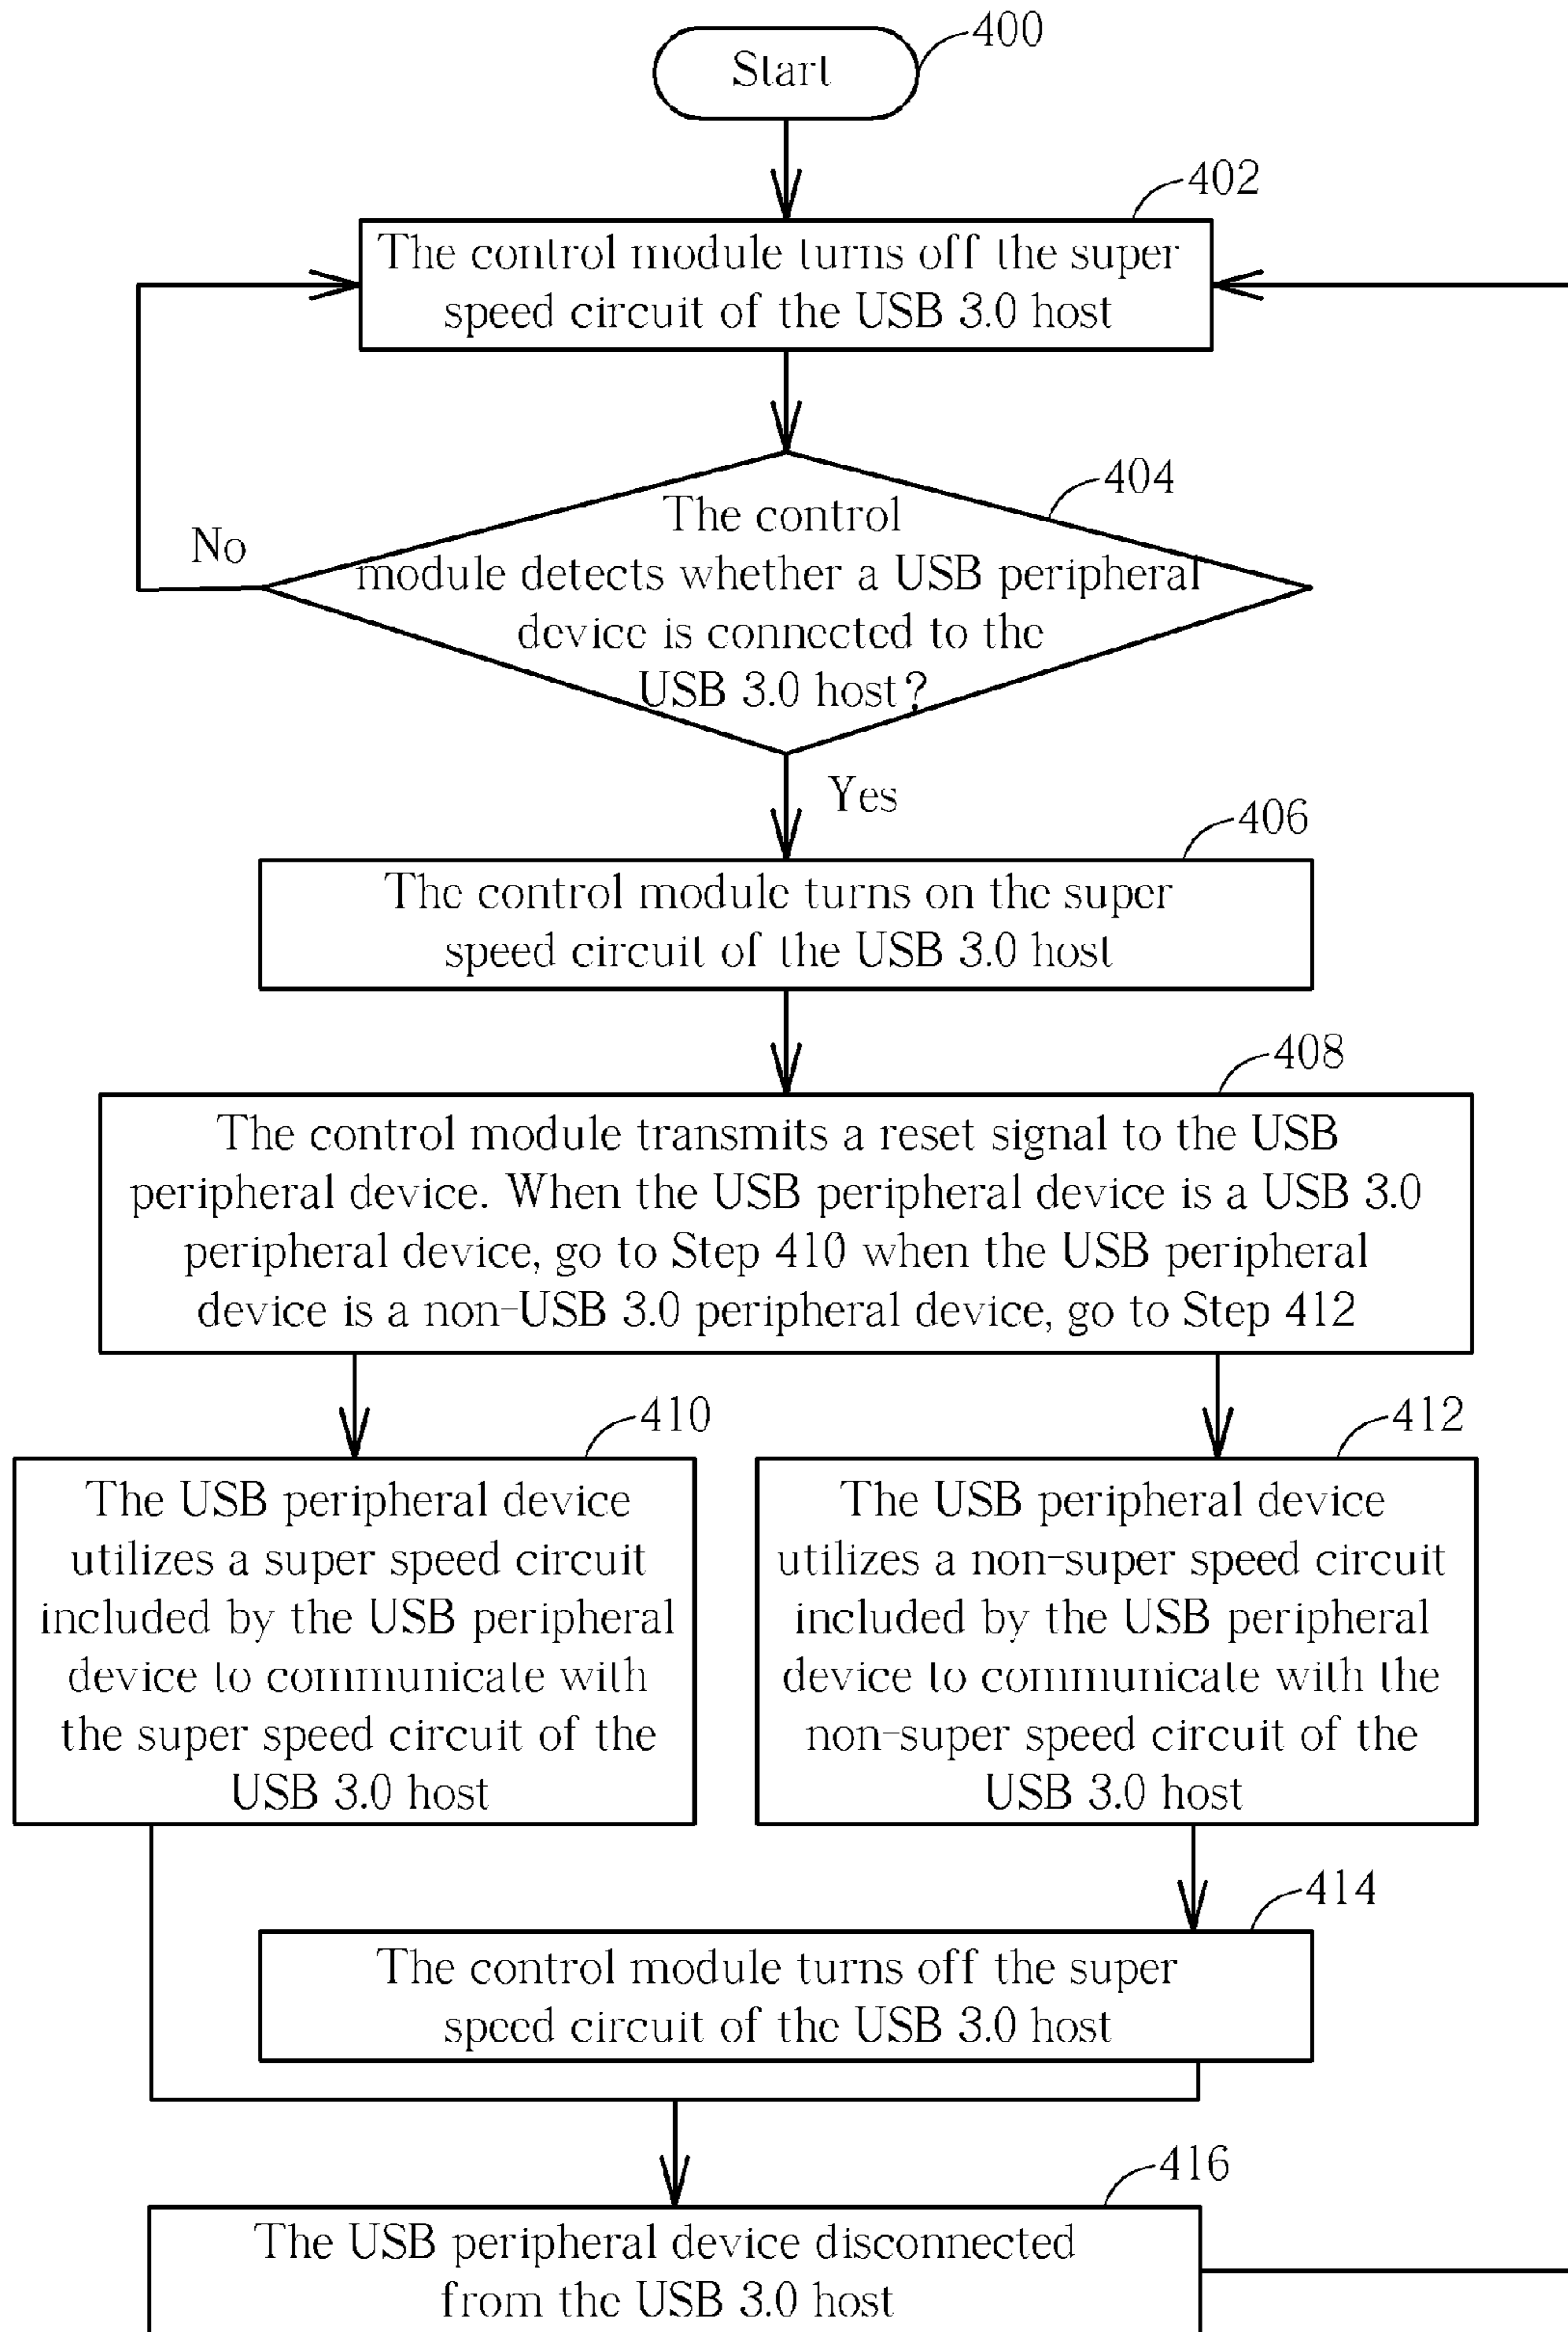 Start
400
402
The control module turns off the super
speed circuit of the USB 3.0 host
404
The control
module detects whether a USB peripheral
device is connected to the
USB 3.0 host?
No
Yes
406
The control module turns on the super
speed circuit of the USB 3.0 host
408
The control module transmits a reset signal to the USB
peripheral device. When the USB peripheral device is a USB 3.0
peripheral device, go to Step 410 when the USB peripheral
device is a non-USB 3.0 peripheral device, go to Step 412
410
The USB peripheral device
utilizes a super speed circuit
included by the USB peripheral
device to communicate with
the super speed circuit of the
USB 3.0 host
412
The USB peripheral device
utilizes a non-super speed circuit
included by the USB peripheral
device to communicate with the
non-super speed circuit of the
USB 3.0 host
414
The control module turns off the super
speed circuit of the USB 3.0 host
416
The USB peripheral device disconnected
from the USB 3.0 host